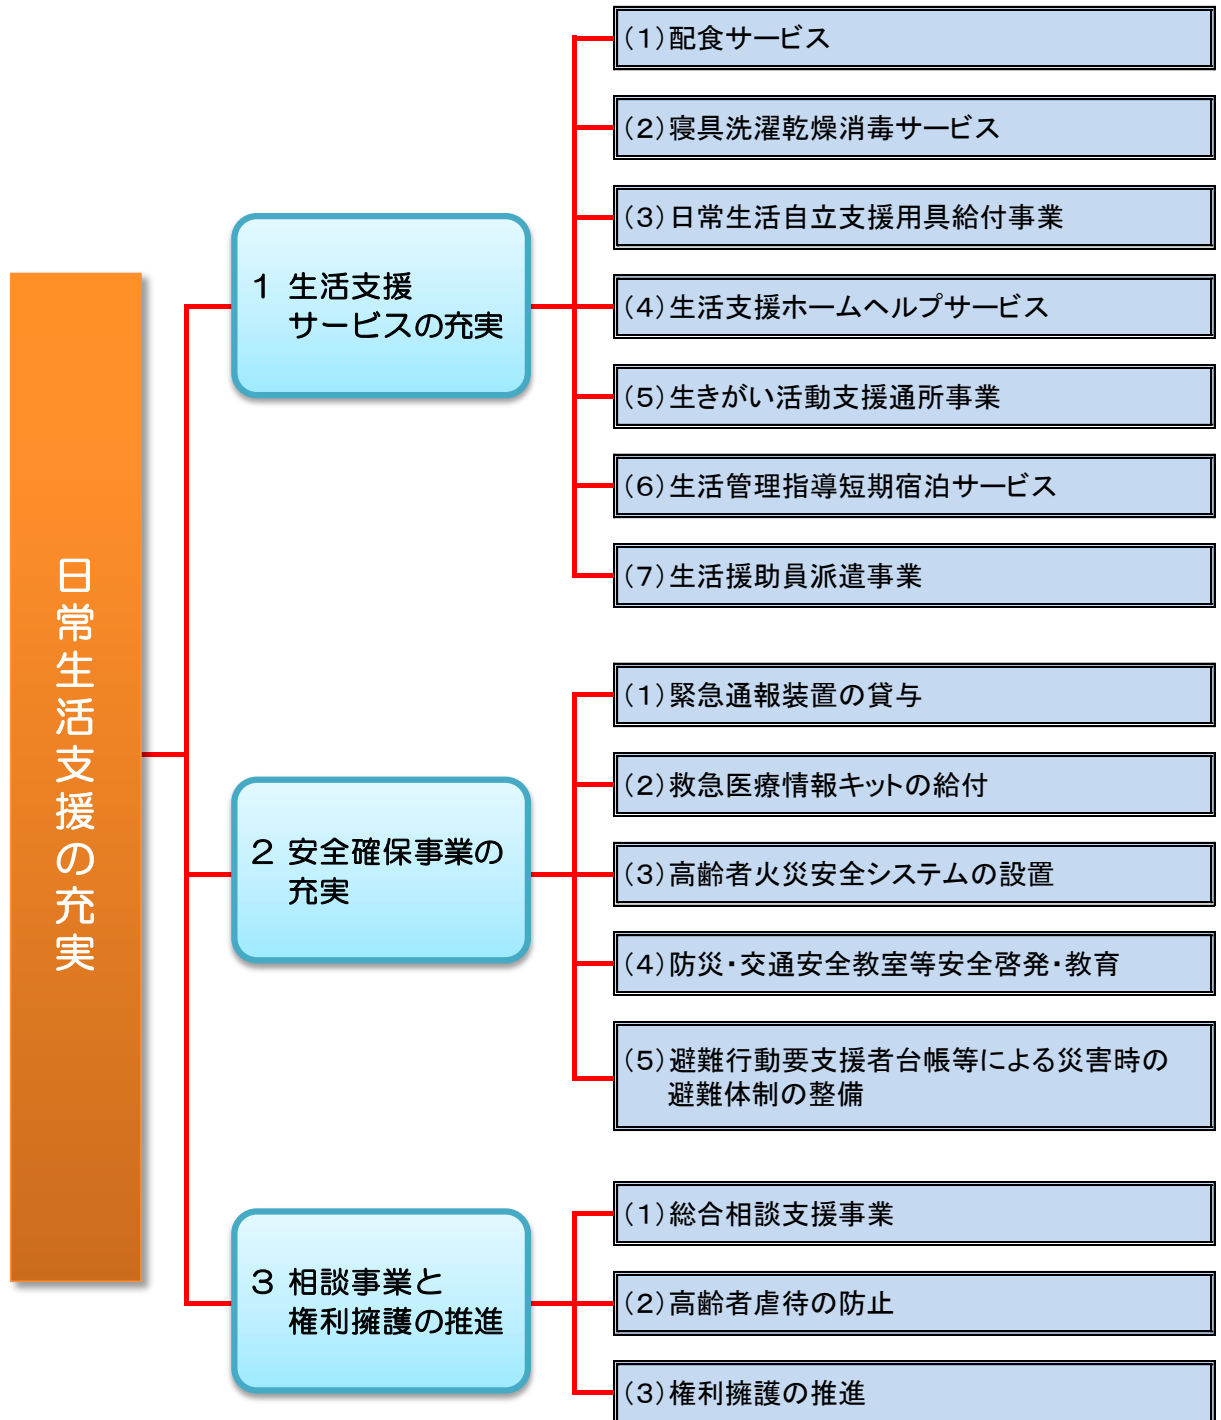 日常生活支援の充実
1 生活支援
サービスの充実
(1)配食サービス
(2)寝具洗濯乾燥消毒サービス
(3)日常生活自立支援用具給付事業
(4)生活支援ホームヘルプサービス
(5)生きがい活動支援通所事業
(6)生活管理指導短期宿泊サービス
(7)生活援助員派遣事業
2 安全確保事業の
充実
(1)緊急通報装置の貸与
(2)救急医療情報キットの給付
(3)高齢者火災安全システムの設置
(4)防災・交通安全教室等安全啓発・教育
(5)避難行動要支援者台帳等による災害時の
避難体制の整備
3 相談事業と
権利擁護の推進
(1)総合相談支援事業
(2)高齢者虐待の防止
(3)権利擁護の推進